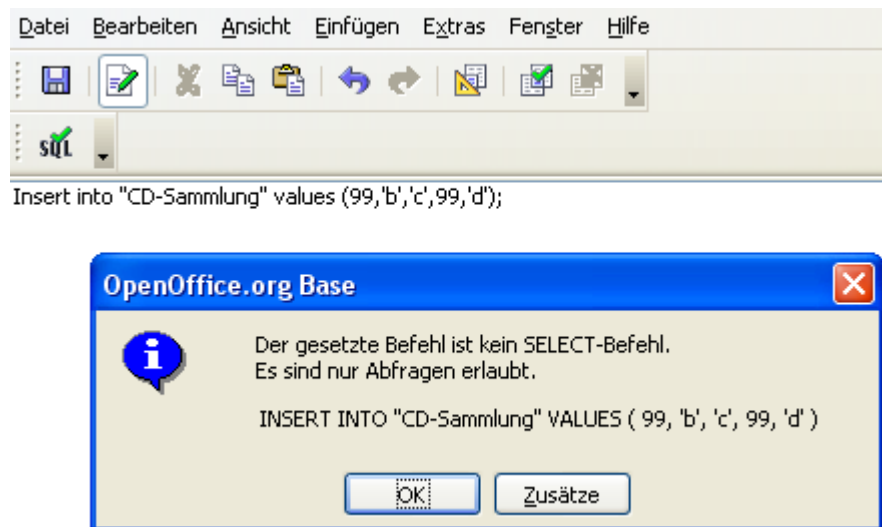 Datei Bearbeiten Ansicht Einfügen Extras Fenster Hilfe
SQL
Insert into "CD-Sammlung" values (99,'b','c',99,'d');
OpenOffice.org Base
Der gesetzte Befehl ist kein SELECT-Befehl.
Es sind nur Abfragen erlaubt.
INSERT INTO "CD-Sammlung" VALUES ( 99, 'b', 'c', 99, 'd' )
OK Zusätze